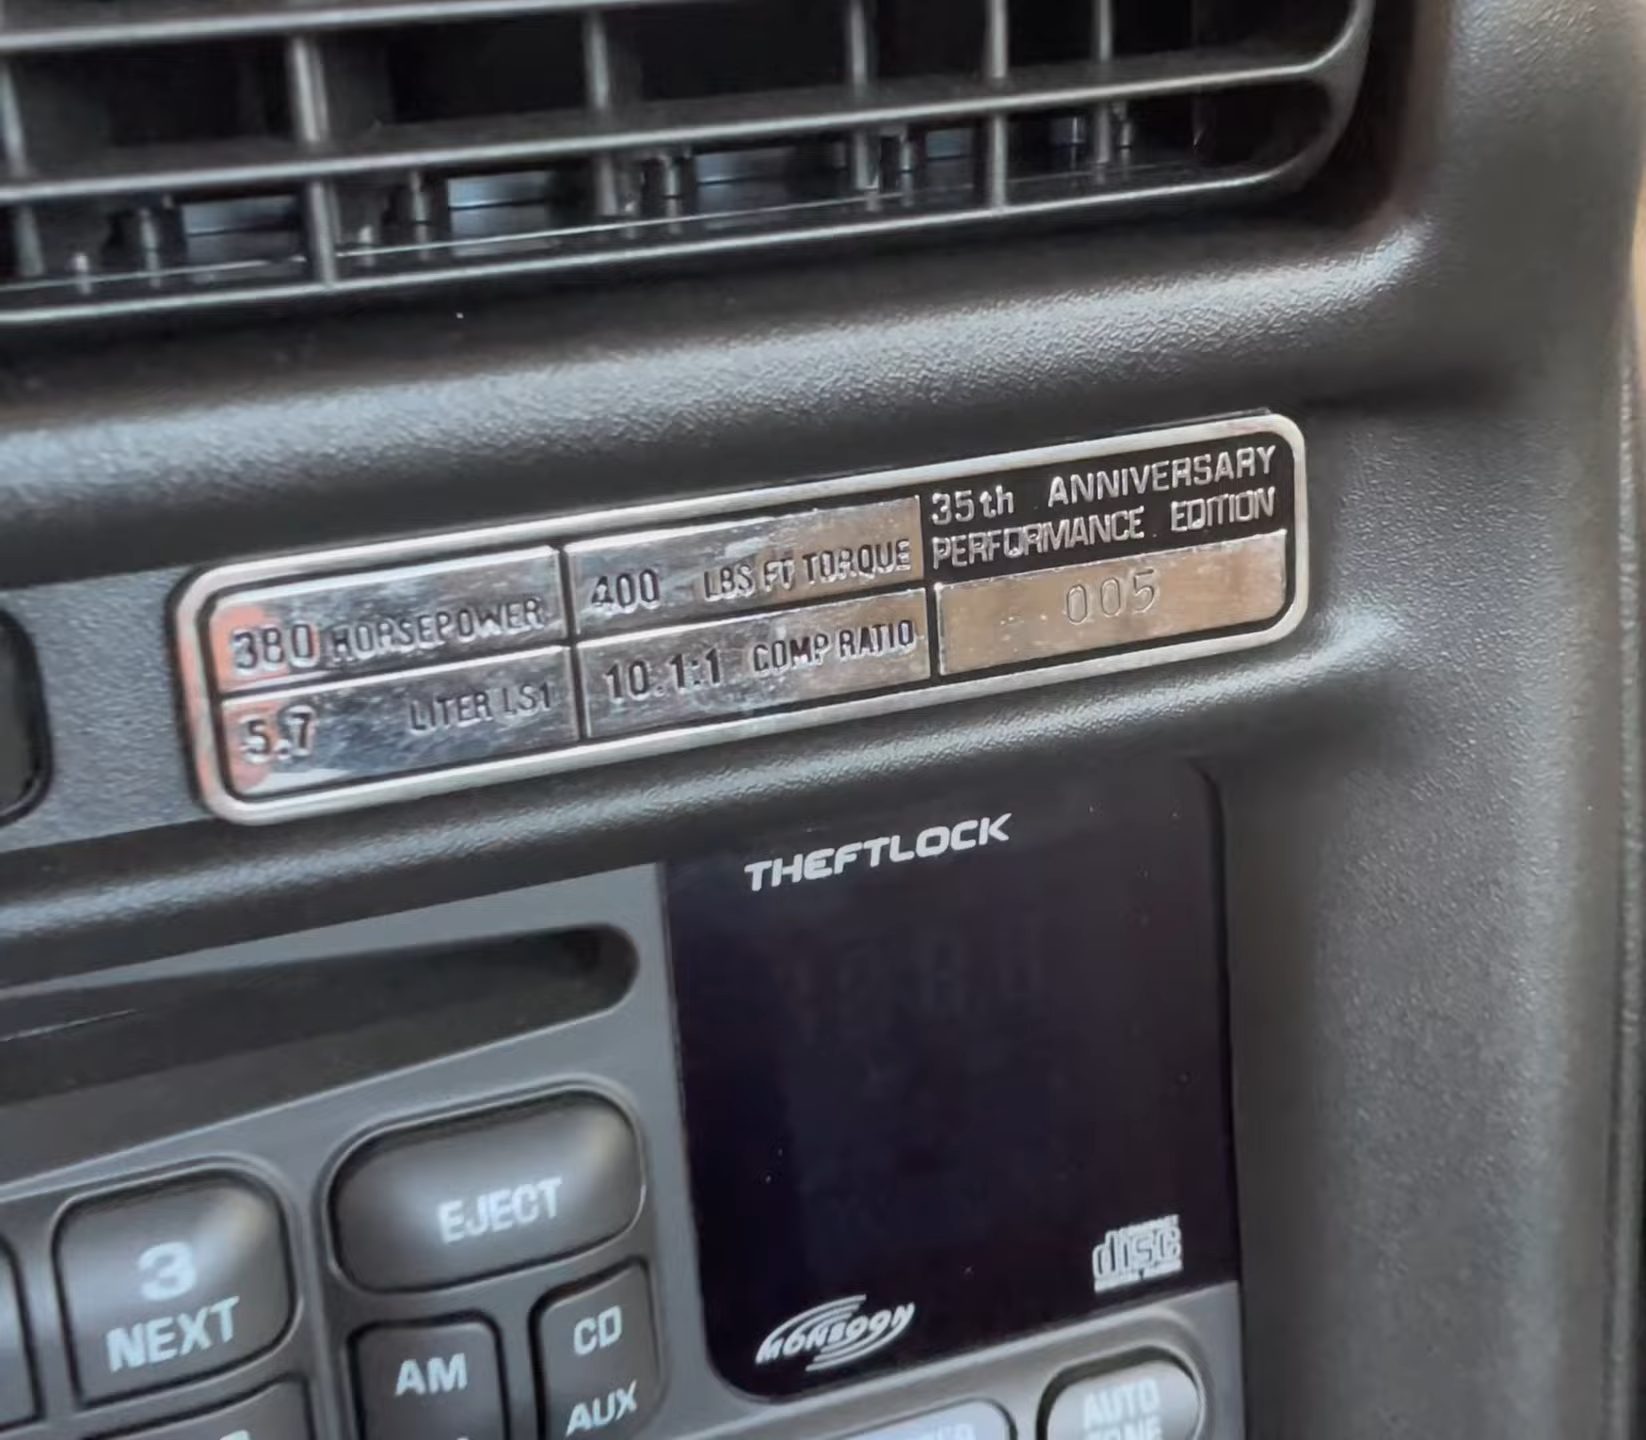 35th ANNIVERSARY
PERFORMANCE EDITION
380 HORSEPOWER
400 LBS FT TORQUE
005
5.7 LITER LS1
10.1:1 COMP RATIO
THEFTLOCK
EJECT
3
NEXT
AM
CD
AUX
disc
MONSOON
AUTO